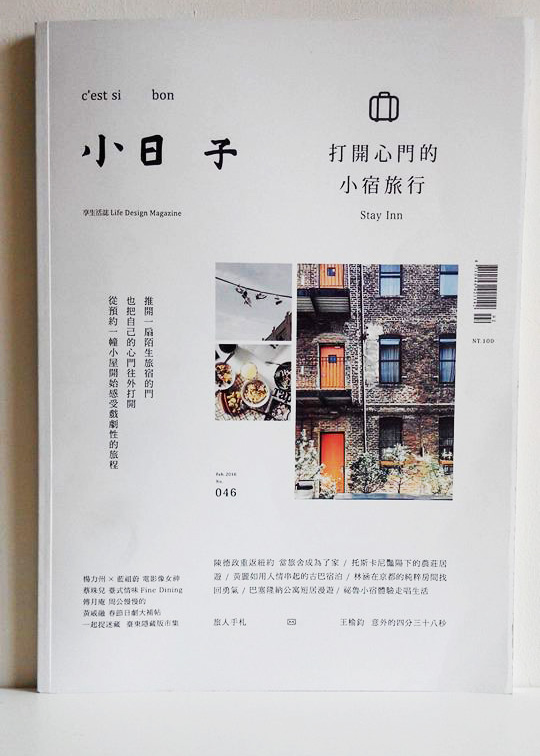 c'est si bon
小日子
享生活誌 Life Design Magazine
打開心門的
小宿旅行
Stay Inn
NT 100
推開一扇陌生旅宿的門
也把自己的心門往外打開
從預約一幢小屋開始感受戲劇性的旅程
Feb 2016
No.
046
陳德政重返紐約 當旅舍成為了家 / 托斯卡尼豔陽下的農莊居
遊 / 黃麗如用人情串起的古巴宿泊 / 林涵在京都的純粹房間找
回勇氣 / 巴塞隆納公寓短居漫遊 / 祕魯小宿體驗走唱生活
旅人手札
王榆鈞 意外的四分三十八秒
楊力州 × 藍祖蔚 電影像女神
蔡珠兒 臺式情味 Fine Dining
傅月庵 周公慢慢的
黃威融 春節日劇大補帖
一起捉迷藏 臺東隱藏版市集